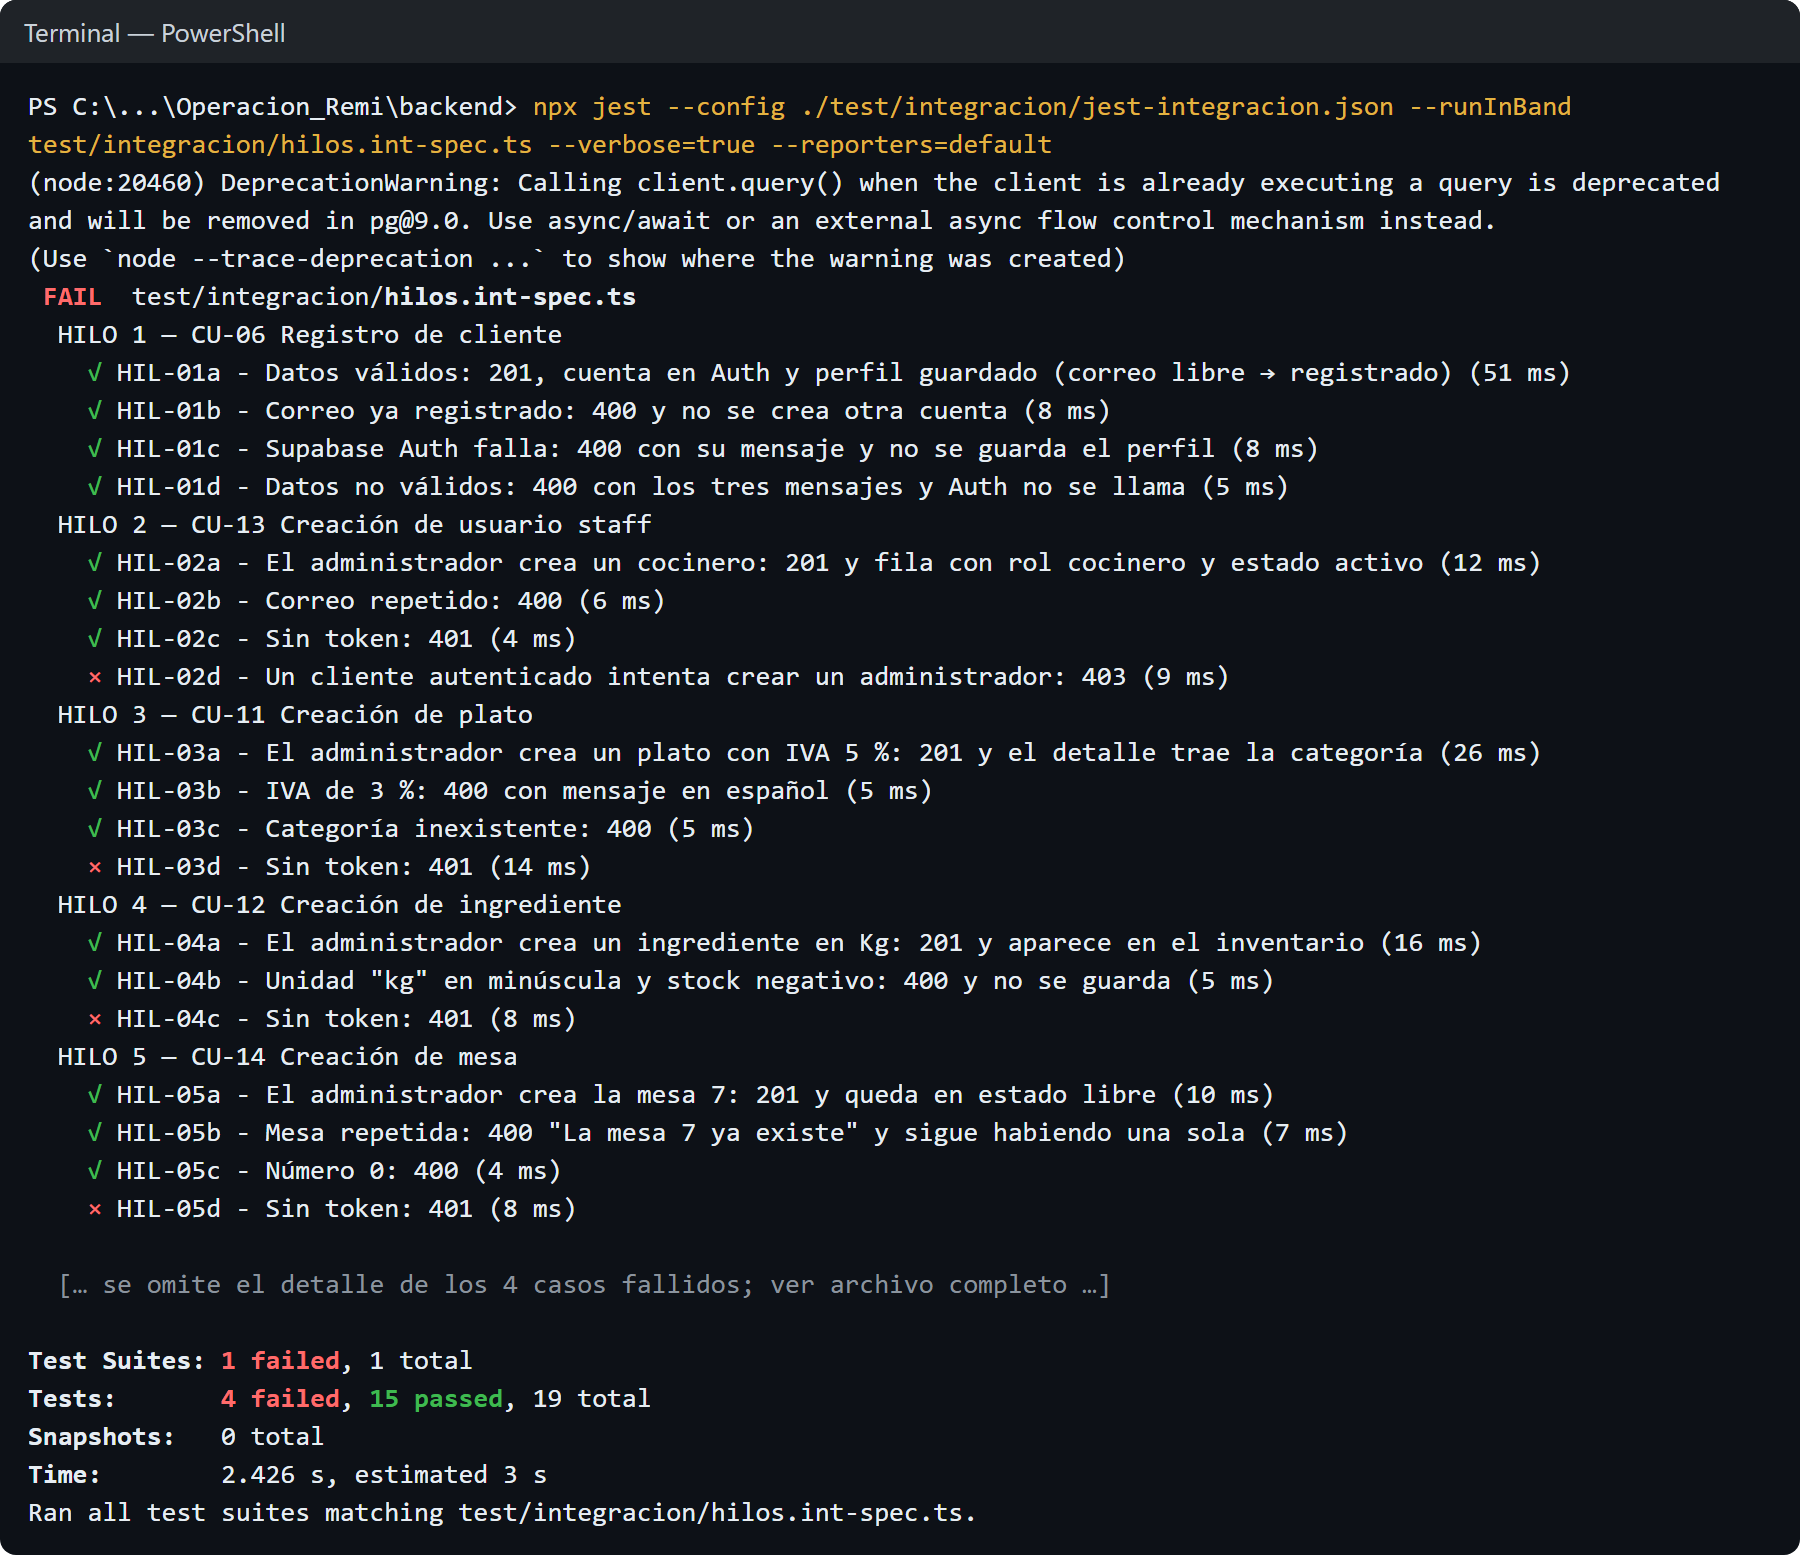 Terminal — PowerShell
PS C:\...\Operacion_Remi\backend> npx jest --config ./test/integracion/jest-integracion.json --runInBand
test/integracion/hilos.int-spec.ts --verbose=true --reporters=default
(node:20460) DeprecationWarning: Calling client.query() when the client is already executing a query is deprecated
and will be removed in pg@9.0. Use async/await or an external async flow control mechanism instead.
(Use `node --trace-deprecation ...` to show where the warning was created)
FAIL test/integracion/hilos.int-spec.ts
HILO 1 — CU-06 Registro de cliente
√ HIL-01a - Datos válidos: 201, cuenta en Auth y perfil guardado (correo libre → registrado) (51 ms)
√ HIL-01b - Correo ya registrado: 400 y no se crea otra cuenta (8 ms)
√ HIL-01c - Supabase Auth falla: 400 con su mensaje y no se guarda el perfil (8 ms)
√ HIL-01d - Datos no válidos: 400 con los tres mensajes y Auth no se llama (5 ms)
HILO 2 — CU-13 Creación de usuario staff
√ HIL-02a - El administrador crea un cocinero: 201 y fila con rol cocinero y estado activo (12 ms)
√ HIL-02b - Correo repetido: 400 (6 ms)
√ HIL-02c - Sin token: 401 (4 ms)
× HIL-02d - Un cliente autenticado intenta crear un administrador: 403 (9 ms)
HILO 3 — CU-11 Creación de plato
√ HIL-03a - El administrador crea un plato con IVA 5 %: 201 y el detalle trae la categoría (26 ms)
√ HIL-03b - IVA de 3 %: 400 con mensaje en español (5 ms)
√ HIL-03c - Categoría inexistente: 400 (5 ms)
× HIL-03d - Sin token: 401 (14 ms)
HILO 4 — CU-12 Creación de ingrediente
√ HIL-04a - El administrador crea un ingrediente en Kg: 201 y aparece en el inventario (16 ms)
√ HIL-04b - Unidad "kg" en minúscula y stock negativo: 400 y no se guarda (5 ms)
× HIL-04c - Sin token: 401 (8 ms)
HILO 5 — CU-14 Creación de mesa
√ HIL-05a - El administrador crea la mesa 7: 201 y queda en estado libre (10 ms)
√ HIL-05b - Mesa repetida: 400 "La mesa 7 ya existe" y sigue habiendo una sola (7 ms)
√ HIL-05c - Número 0: 400 (4 ms)
× HIL-05d - Sin token: 401 (8 ms)
[… se omite el detalle de los 4 casos fallidos; ver archivo completo …]
Test Suites: 1 failed, 1 total
Tests: 4 failed, 15 passed, 19 total
Snapshots: 0 total
Time: 2.426 s, estimated 3 s
Ran all test suites matching test/integracion/hilos.int-spec.ts.